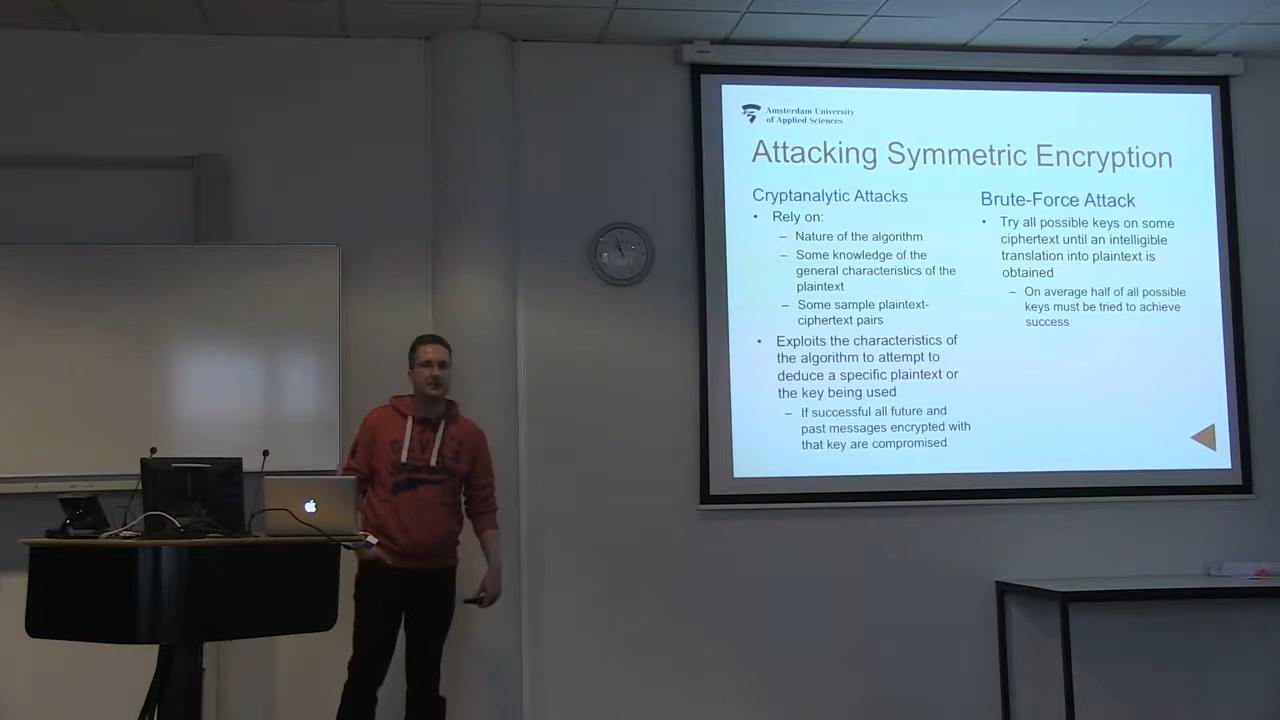 Amsterdam University
of Applied Sciences
Attacking Symmetric Encryption
Cryptanalytic Attacks
• Rely on:
– Nature of the algorithm
– Some knowledge of the
general characteristics of the
plaintext
– Some sample plaintext-
ciphertext pairs
• Exploits the characteristics of
the algorithm to attempt to
deduce a specific plaintext or
the key being used
– If successful all future and
past messages encrypted with
that key are compromised
Brute-Force Attack
• Try all possible keys on some
ciphertext until an intelligible
translation into plaintext is
obtained
– On average half of all possible
keys must be tried to achieve
success